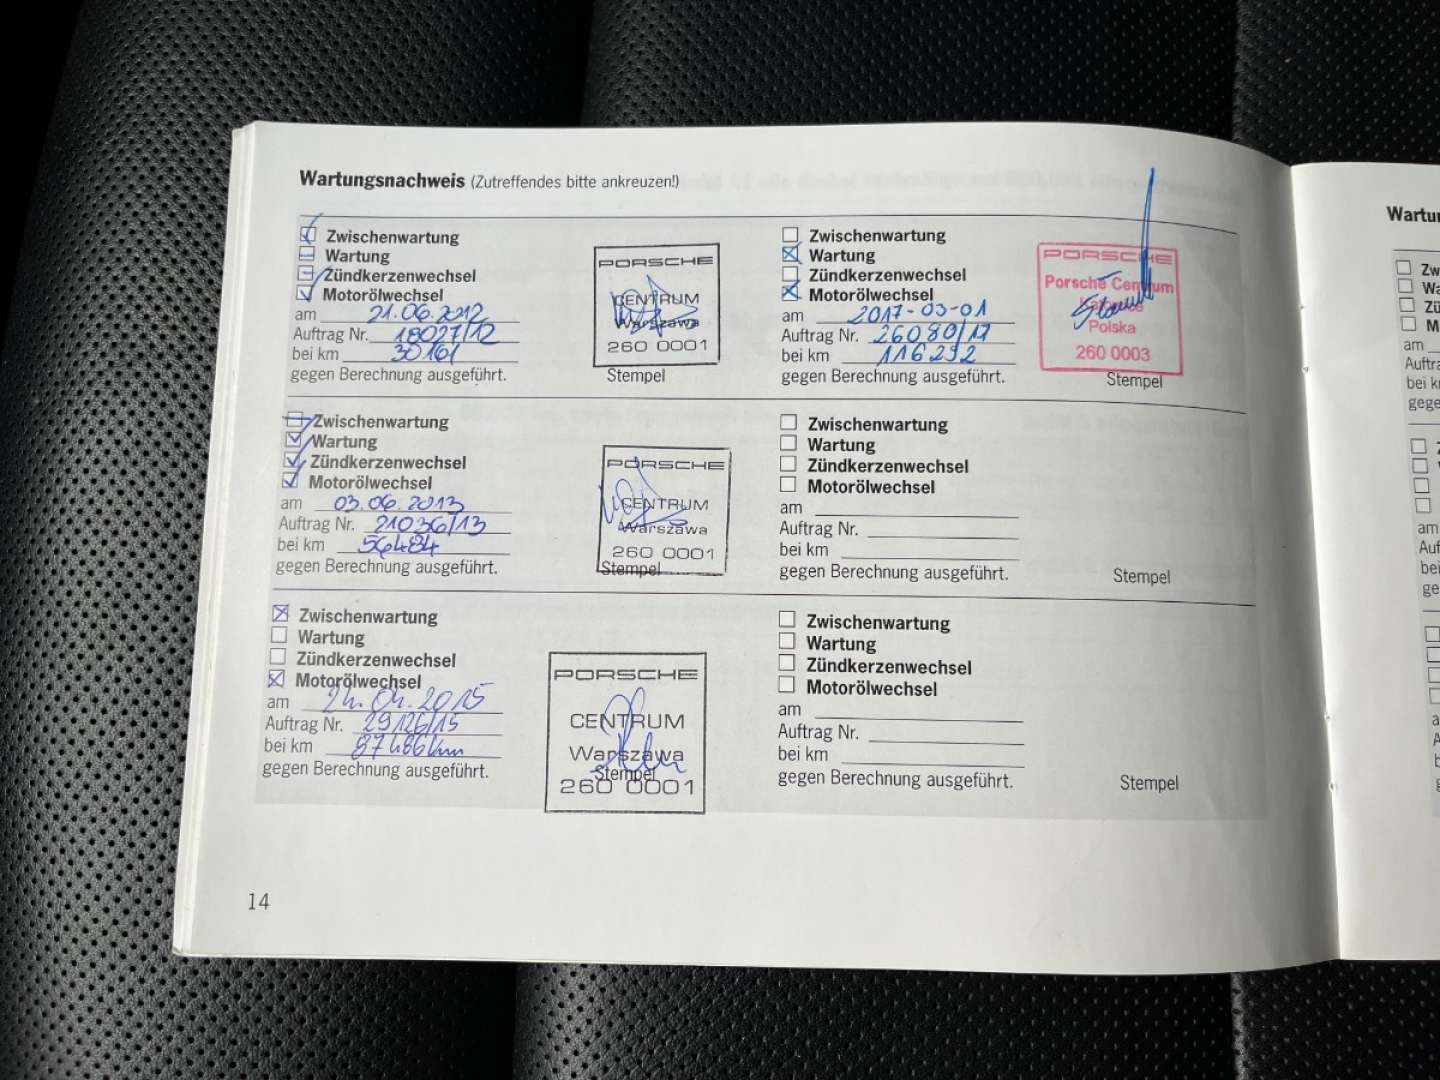 Wartungsnachweis (Zutreffendes bitte ankreuzen!)
Zwischenwartung
Wartung
Zündkerzenwechsel
Motorölwechsel
am 21.06.2012
Auftrag Nr. 18027/12
bei km 30161
gegen Berechnung ausgeführt.
PORSCHE
CENTRUM
Warszawa
260 0001
Stempel
Zwischenwartung
Wartung
Zündkerzenwechsel
Motorölwechsel
am 03.06.2013
Auftrag Nr. 21036/13
bei km 56484
gegen Berechnung ausgeführt.
PORSCHE
CENTRUM
Warszawa
260 0001
Stempel
Zwischenwartung
Wartung
Zündkerzenwechsel
Motorölwechsel
am 24.04.2015
Auftrag Nr. 29126/15
bei km 87486km
gegen Berechnung ausgeführt.
PORSCHE
CENTRUM
Warszawa
Stempel
260 0001
Zwischenwartung
Wartung
Zündkerzenwechsel
Motorölwechsel
am 2017-03-01
Auftrag Nr. 26080/17
bei km 116292
gegen Berechnung ausgeführt.
PORSCHE
Porsche Centrum
Polska
260 0003
Stempel
Zwischenwartung
Wartung
Zündkerzenwechsel
Motorölwechsel
am
Auftrag Nr.
bei km
gegen Berechnung ausgeführt.
Stempel
Zwischenwartung
Wartung
Zündkerzenwechsel
Motorölwechsel
am
Auftrag Nr.
bei km
gegen Berechnung ausgeführt.
Stempel
14
am
bei
am
bei